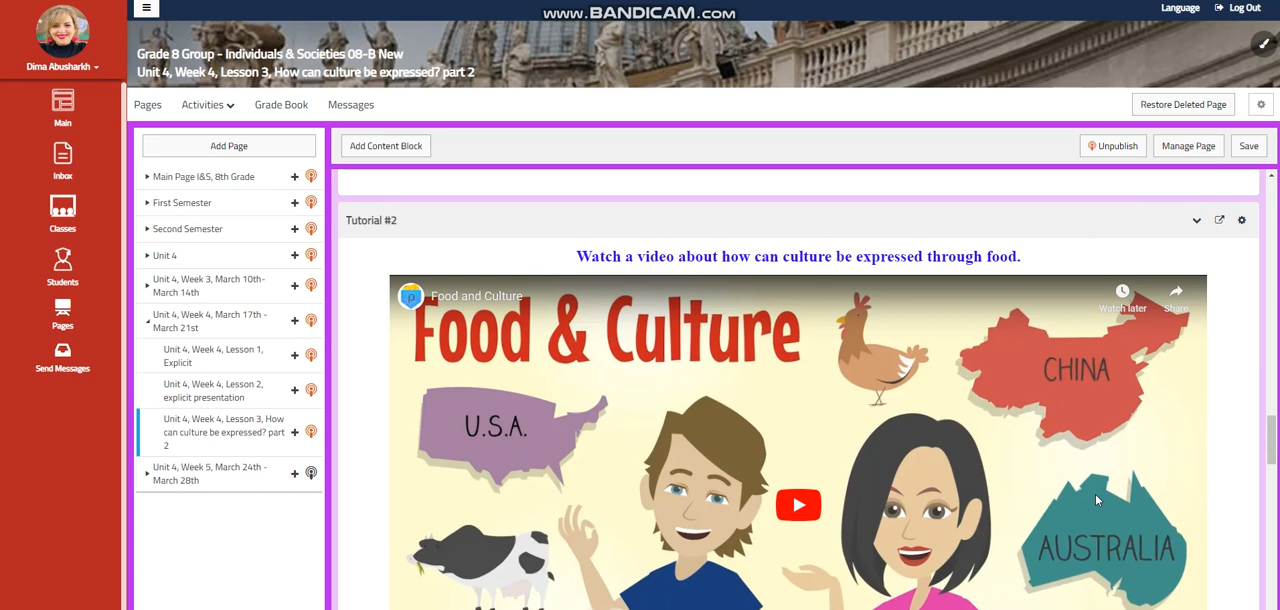 www.BANDICAM.com
Language
Log Out
Dima Abusharkh
Grade 8 Group - Individuals & Societies 08-B New
Unit 4, Week 4, Lesson 3, How can culture be expressed? part 2
Pages
Activities
Grade Book
Messages
Restore Deleted Page
Main
Inbox
Classes
Students
Pages
Send Messages
Add Page
Main Page I&S, 8th Grade
First Semester
Second Semester
Unit 4
Unit 4, Week 3, March 10th-
March 14th
Unit 4, Week 4, March 17th -
March 21st
Unit 4, Week 4, Lesson 1,
Explicit
Unit 4, Week 4, Lesson 2,
explicit presentation
Unit 4, Week 4, Lesson 3, How
can culture be expressed? part
2
Unit 4, Week 5, March 24th -
March 28th
Add Content Block
Unpublish
Manage Page
Save
Tutorial #2
Watch a video about how can culture be expressed through food.
Food and Culture
Watch later
Share
Food & Culture
CHINA
U.S.A.
AUSTRALIA